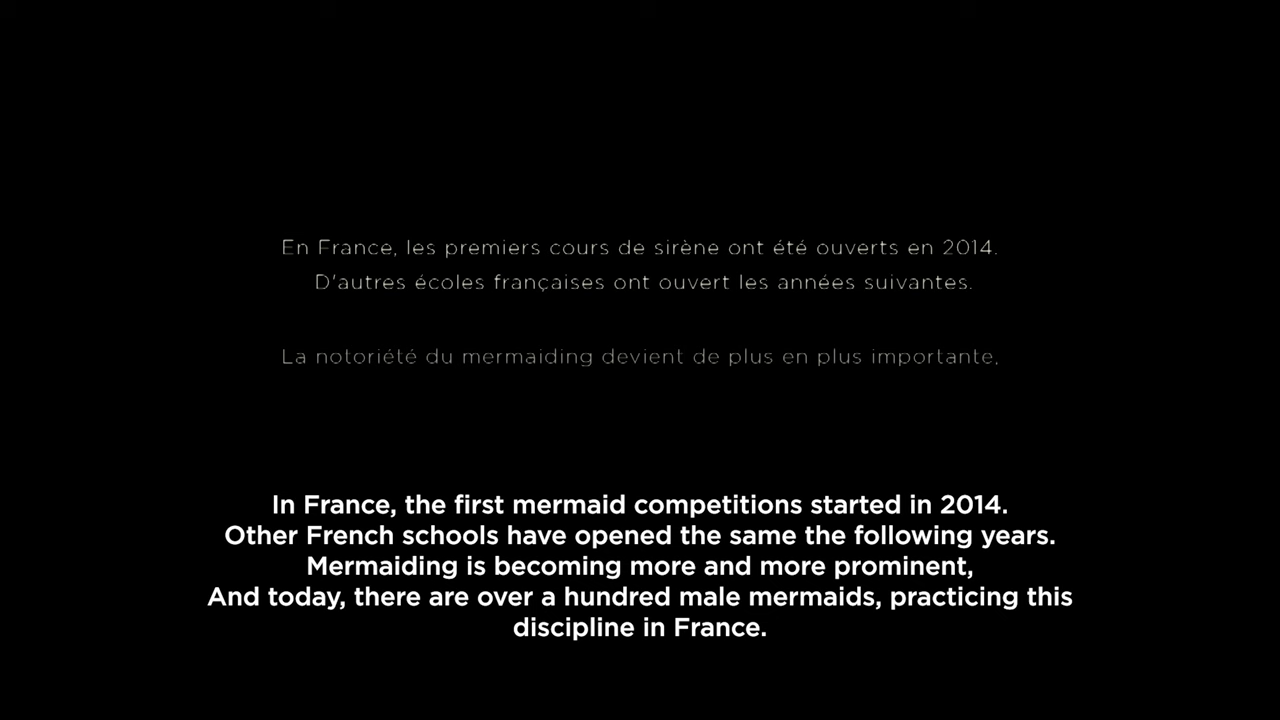 En France, les premiers cours de sirène ont été ouverts en 2014.
D'autres écoles françaises ont ouvert les années suivantes.
La notoriété du mermaiding devient de plus en plus importante,
In France, the first mermaid competitions started in 2014.
Other French schools have opened the same the following years.
Mermaiding is becoming more and more prominent,
And today, there are over a hundred male mermaids, practicing this
discipline in France.